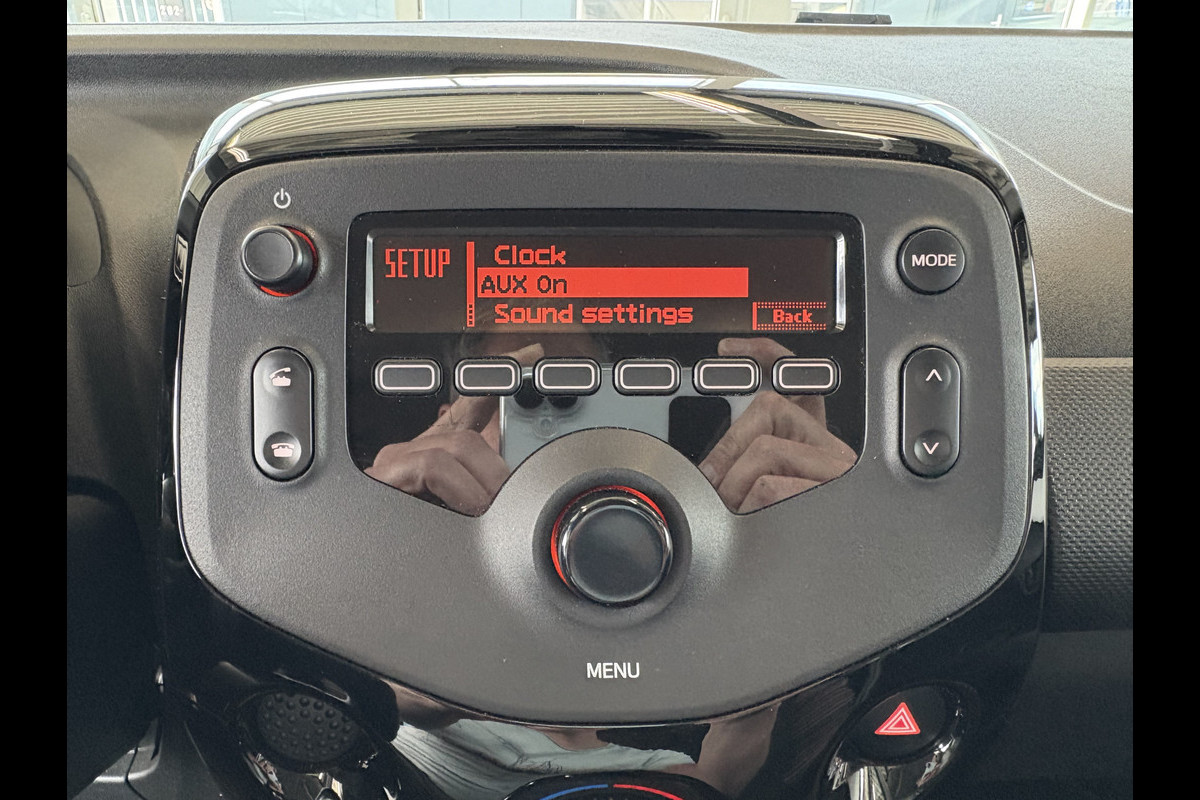 SETUP
Clock
AUX On
Sound settings
Back
MODE
MENU